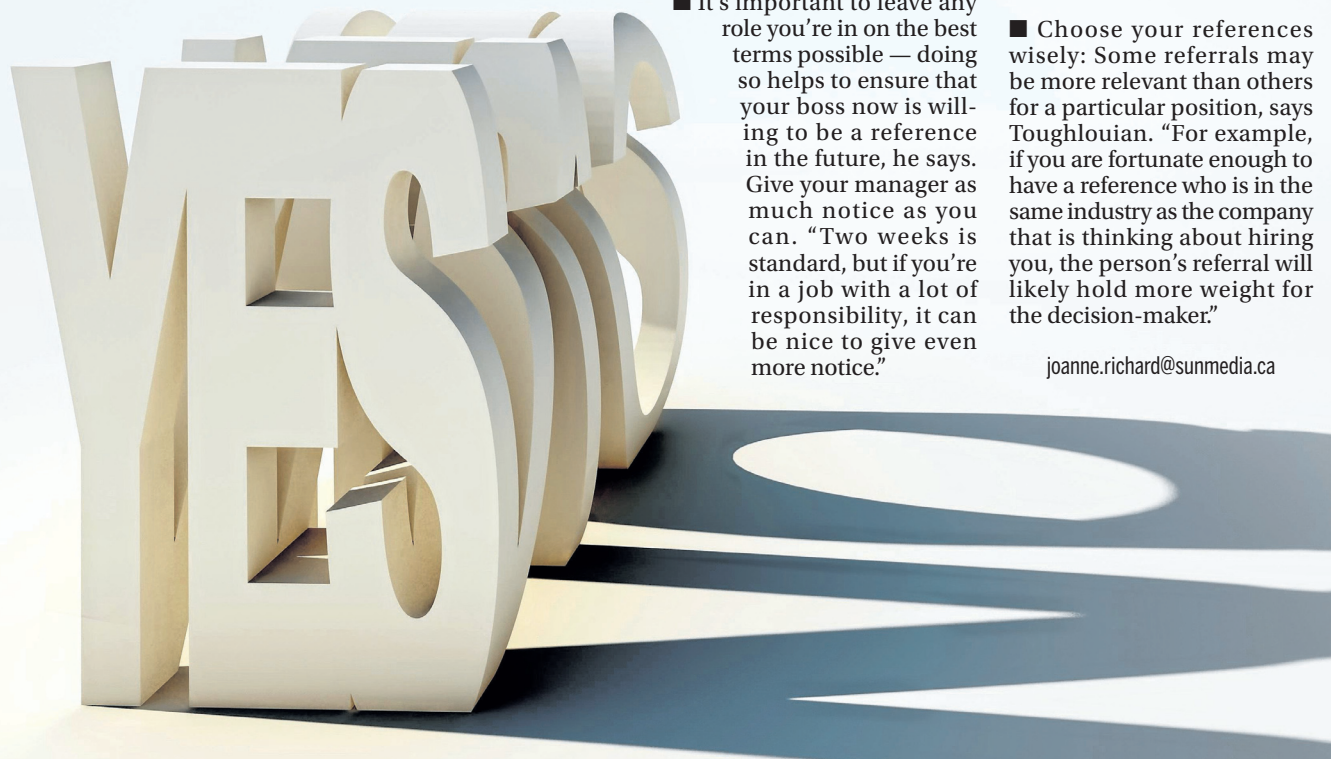 YES
■ It's important to leave any
role you're in on the best
terms possible — doing
so helps to ensure that
your boss now is will-
ing to be a reference
in the future, he says.
Give your manager as
much notice as you
can. “Two weeks is
standard, but if you're
in a job with a lot of
responsibility, it can
be nice to give even
more notice.”
■ Choose your references
wisely: Some referrals may
be more relevant than others
for a particular position, says
Toughlouian. “For example,
if you are fortunate enough to
have a reference who is in the
same industry as the company
that is thinking about hiring
you, the person's referral will
likely hold more weight for
the decision-maker.”
joanne.richard@sunmedia.ca